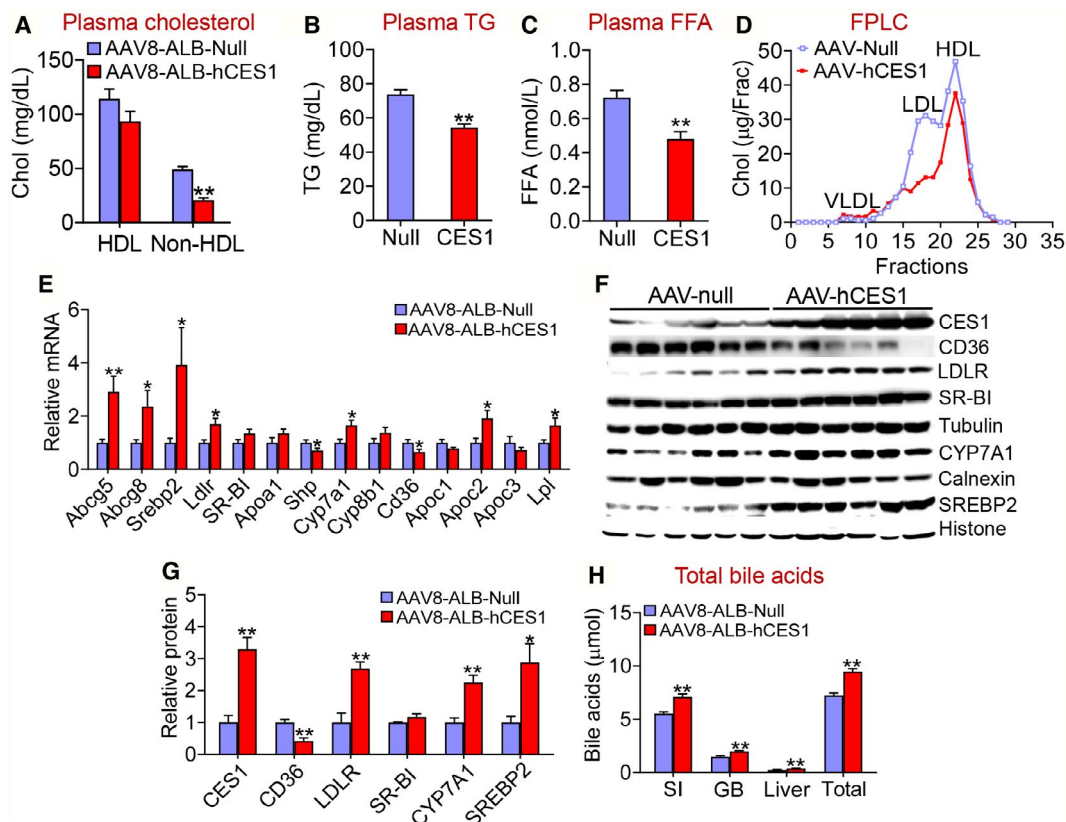 A Plasma cholesterol
AAV8-ALB-Null
AAV8-ALB-hCES1
Chol (mg/dL)
150
100
50
0
**
HDL Non-HDL
B Plasma TG
TG (mg/dL)
100
80
60
40
20
0
**
Null CES1
C Plasma FFA
FFA (nmol/L)
1.0
0.8
0.6
0.4
0.2
0.0
**
Null CES1
D FPLC
AAV-Null
AAV-hCES1
HDL
LDL
VLDL
Chol (µg/Frac)
50
40
30
20
10
0
0 5 10 15 20 25 30 35
Fractions
E
AAV8-ALB-Null
AAV8-ALB-hCES1
Relative mRNA
6
4
2
0
** * * * * * * * *
Abcg5 Abcg8 Srebp2 Ldlr SR-BI Apoa1 Shp Cyp7a1 Cyp8b1 Cd36 Apoc1 Apoc2 Apoc3 Lpl
F
AAV-null AAV-hCES1
CES1
CD36
LDLR
SR-BI
Tubulin
CYP7A1
Calnexin
SREBP2
Histone
G
AAV8-ALB-Null
AAV8-ALB-hCES1
Relative protein
5
4
3
2
1
0
** ** ** ** *
CES1 CD36 LDLR SR-BI CYP7A1 SREBP2
H Total bile acids
AAV8-ALB-Null
AAV8-ALB-hCES1
Bile acids (µmol)
15
10
5
0
** ** ** **
SI GB Liver Total